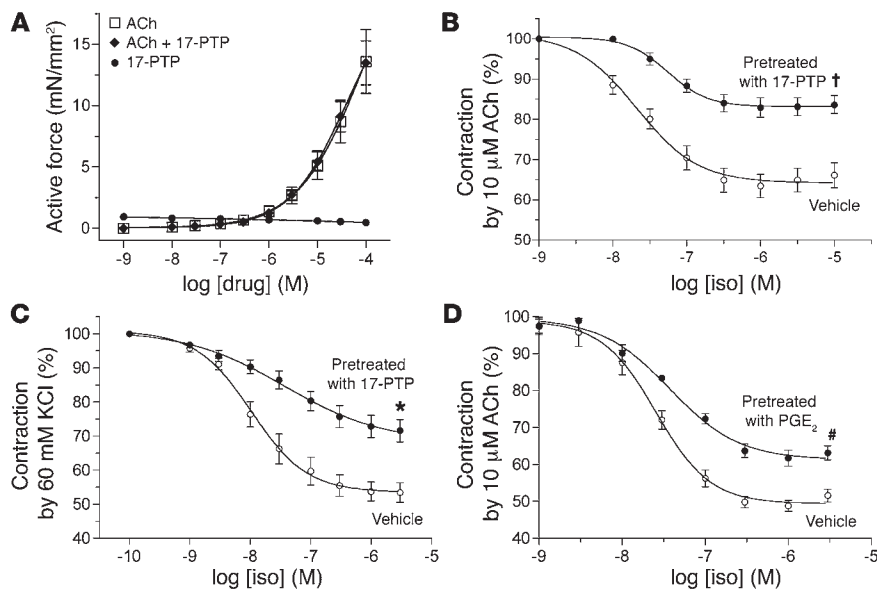 A
ACh
ACh + 17-PTP
17-PTP
Active force (mN/mm²)
15
10
5
0
-9 -8 -7 -6 -5 -4
log [drug] (M)
B
Contraction
by 10 μM ACh (%)
100
90
80
70
60
50
Pretreated
with 17-PTP †
Vehicle
-9 -8 -7 -6 -5
log [iso] (M)
C
Contraction
by 60 mM KCl (%)
100
90
80
70
60
50
40
Pretreated
with 17-PTP
*
Vehicle
-10 -9 -8 -7 -6 -5
log [iso] (M)
D
Contraction
by 10 μM ACh (%)
100
90
80
70
60
50
40
Pretreated
with PGE₂ #
Vehicle
-9 -8 -7 -6 -5
log [iso] (M)